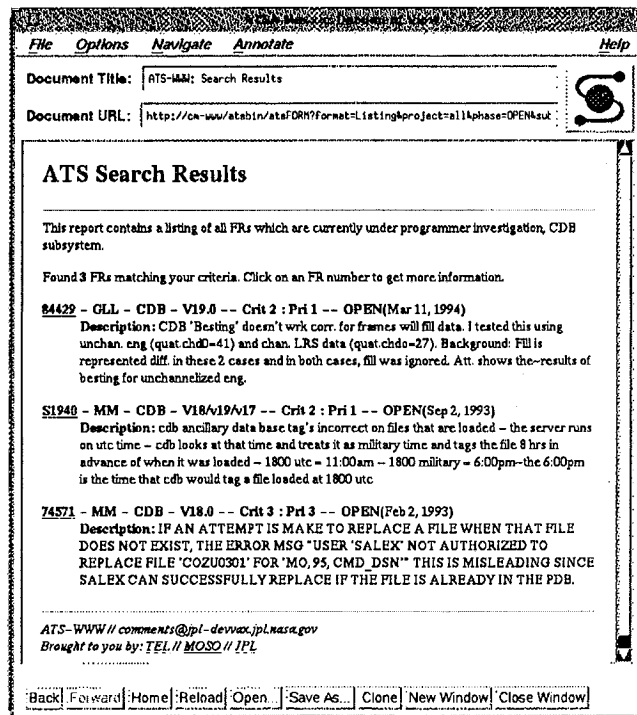 File Options Navigate Annotate Help
Document Title: ATS-WWW: Search Results
Document URL: http://cm-www/atsbin/atsFORM?format=Listing&project=all&phase=OPEN&sub
ATS Search Results
This report contains a listing of all FRs which are currently under programmer investigation, CDB
subsystem.
Found 3 FRs matching your criteria. Click on an FR number to get more information.
84429 - GLL - CDB - V19.0 -- Crit 2 : Pri 1 -- OPEN(Mar 11, 1994)
Description: CDB 'Besting' doesn't wrk corr. for frames will fill data. I tested this using
unchan. eng (quat.chd0=41) and chan. LRS data (quat.chdo=27). Background: Fill is
represented diff. in these 2 cases and in both cases, fill was ignored. Att. shows the~results of
besting for unchannelized eng.
S1940 - MM - CDB - V18/v19/v17 -- Crit 2 : Pri 1 -- OPEN(Sep 2, 1993)
Description: cdb ancillary data base tag's incorrect on files that are loaded -- the server runs
on utc time -- cdb looks at that time and treats it as military time and tags the file 8 hrs in
advance of when it was loaded -- 1800 utc = 11:00am -- 1800 military = 6:00pm--the 6:00pm
is the time that cdb would tag a file loaded at 1800 utc
74571 - MM - CDB - V18.0 -- Crit 3 : Pri 3 -- OPEN(Feb 2, 1993)
Description: IF AN ATTEMPT IS MAKE TO REPLACE A FILE WHEN THAT FILE
DOES NOT EXIST, THE ERROR MSG "USER 'SALEX' NOT AUTHORIZED TO
REPLACE FILE 'COZU0301' FOR 'MO, 95, CMD_DSN'" THIS IS MISLEADING SINCE
SALEX CAN SUCCESSFULLY REPLACE IF THE FILE IS ALREADY IN THE PDB.
ATS-WWW // comments@jpl-devvax.jpl.nasa.gov
Brought to you by: TEL // MOSO // JPL
Back Forward Home Reload Open... Save As... Clone New Window Close Window